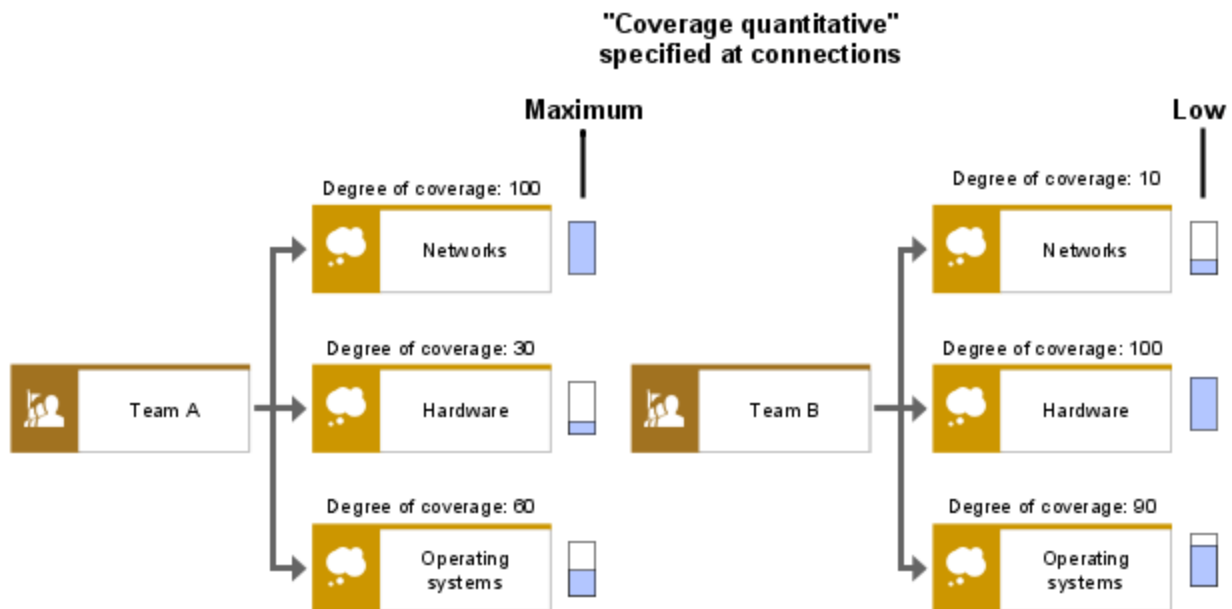 "Coverage quantitative"
specified at connections
Maximum
Low
Degree of coverage: 100
Networks
Degree of coverage: 10
Networks
Degree of coverage: 30
Hardware
Degree of coverage: 100
Hardware
Team A
Team B
Degree of coverage: 60
Operating
systems
Degree of coverage: 90
Operating
systems